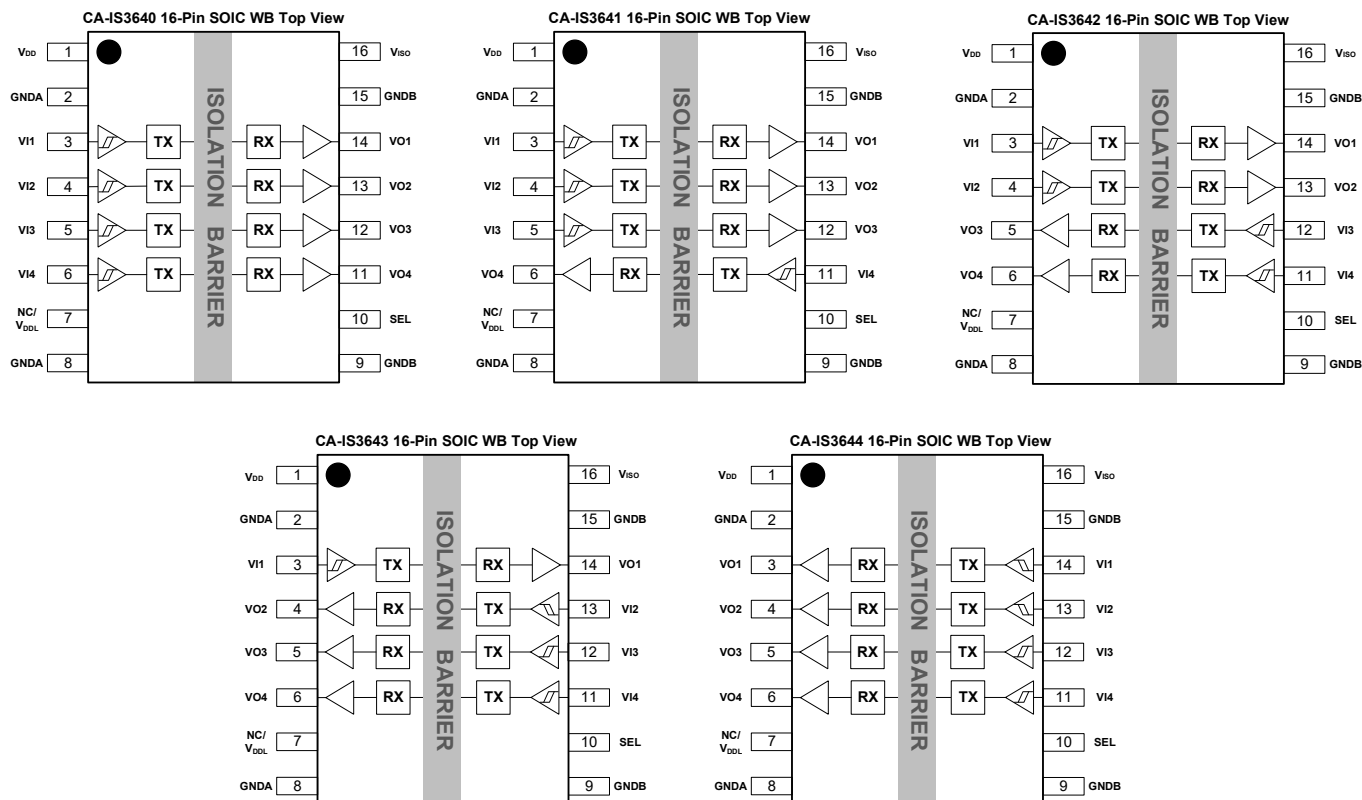 CA-IS3640 16-Pin SOIC WB Top View
VDD 1 16 VISO
GNDA 2 15 GNDB
VI1 3 TX RX 14 VO1
VI2 4 TX RX 13 VO2
VI3 5 TX RX 12 VO3
VI4 6 TX RX 11 VO4
NC/
VDDL 7 10 SEL
GNDA 8 9 GNDB
ISOLATION BARRIER
CA-IS3641 16-Pin SOIC WB Top View
VDD 1 16 VISO
GNDA 2 15 GNDB
VI1 3 TX RX 14 VO1
VI2 4 TX RX 13 VO2
VI3 5 TX RX 12 VO3
VO4 6 RX TX 11 VI4
NC/
VDDL 7 10 SEL
GNDA 8 9 GNDB
ISOLATION BARRIER
CA-IS3642 16-Pin SOIC WB Top View
VDD 1 16 VISO
GNDA 2 15 GNDB
VI1 3 TX RX 14 VO1
VI2 4 TX RX 13 VO2
VO3 5 RX TX 12 VI3
VO4 6 RX TX 11 VI4
NC/
VDDL 7 10 SEL
GNDA 8 9 GNDB
ISOLATION BARRIER
CA-IS3643 16-Pin SOIC WB Top View
VDD 1 16 VISO
GNDA 2 15 GNDB
VI1 3 TX RX 14 VO1
VO2 4 RX TX 13 VI2
VO3 5 RX TX 12 VI3
VO4 6 RX TX 11 VI4
NC/
VDDL 7 10 SEL
GNDA 8 9 GNDB
ISOLATION BARRIER
CA-IS3644 16-Pin SOIC WB Top View
VDD 1 16 VISO
GNDA 2 15 GNDB
VO1 3 RX TX 14 VI1
VO2 4 RX TX 13 VI2
VO3 5 RX TX 12 VI3
VO4 6 RX TX 11 VI4
NC/
VDDL 7 10 SEL
GNDA 8 9 GNDB
ISOLATION BARRIER